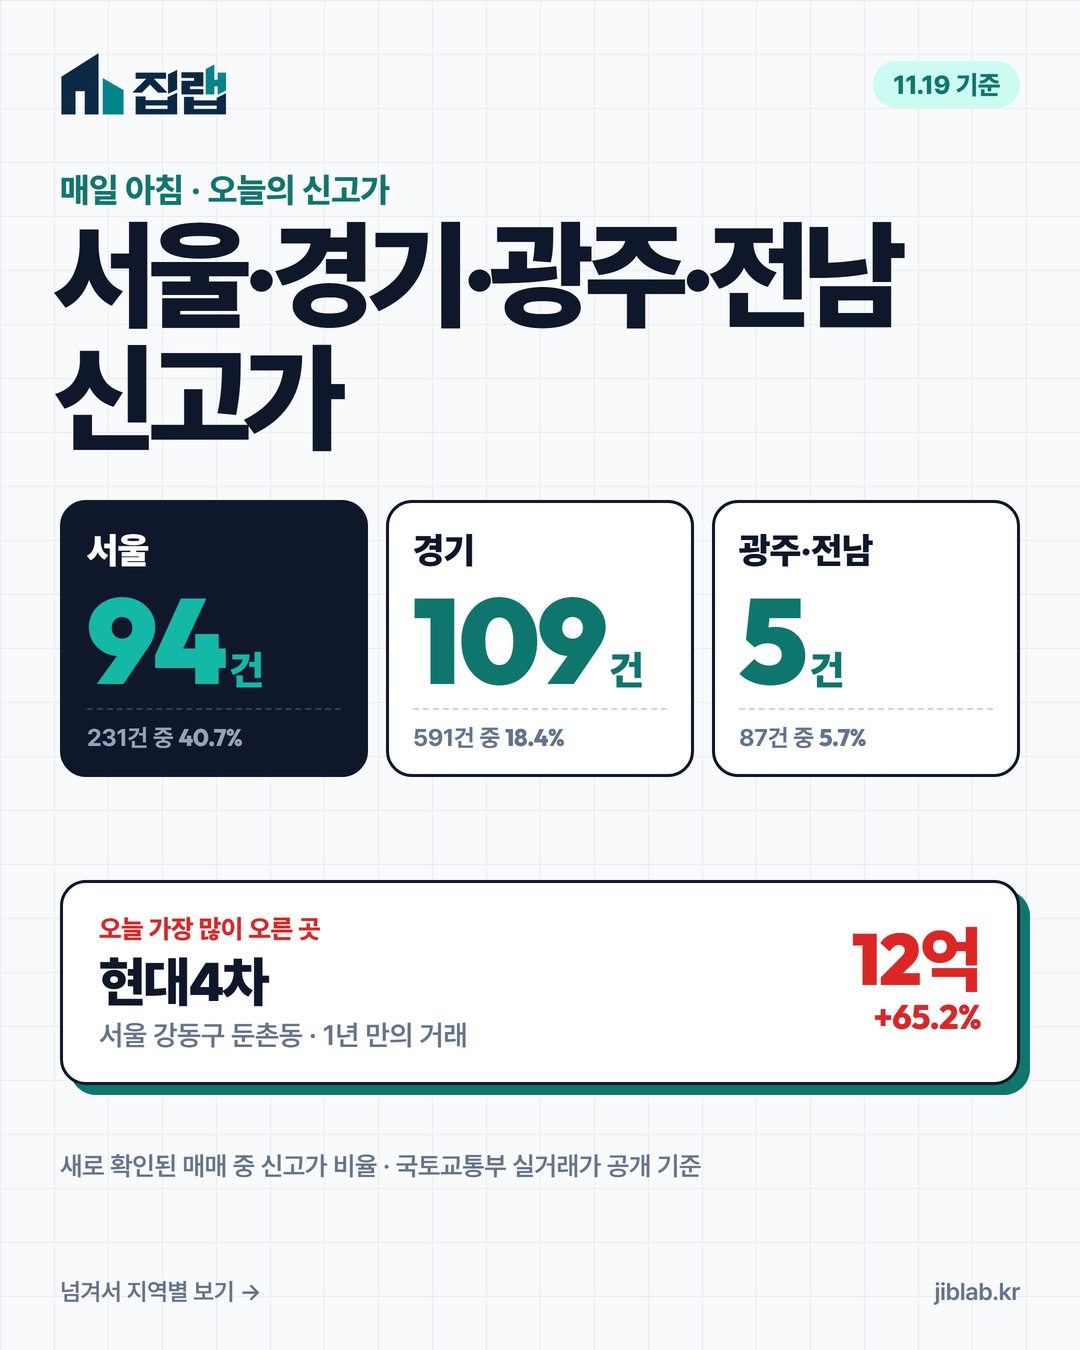 집랩
11.19 기준
매일 아침 · 오늘의 신고가
서울·경기·광주·전남
신고가
서울
94건
231건 중 40.7%
경기
109건
591건 중 18.4%
광주·전남
5건
87건 중 5.7%
오늘 가장 많이 오른 곳
현대4차
서울 강동구 둔촌동 · 1년 만의 거래
12억
+65.2%
새로 확인된 매매 중 신고가 비율 · 국토교통부 실거래가 공개 기준
넘겨서 지역별 보기 →
jiblab.kr